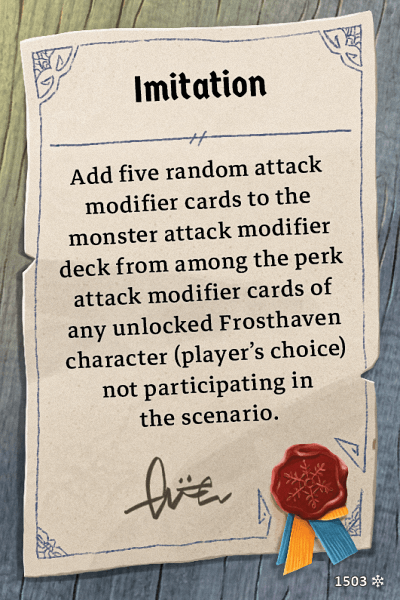 Imitation
Add five random attack
modifier cards to the
monster attack modifier
deck from among the perk
attack modifier cards of
any unlocked Frosthaven
character (player’s choice)
not participating in
the scenario.
1503